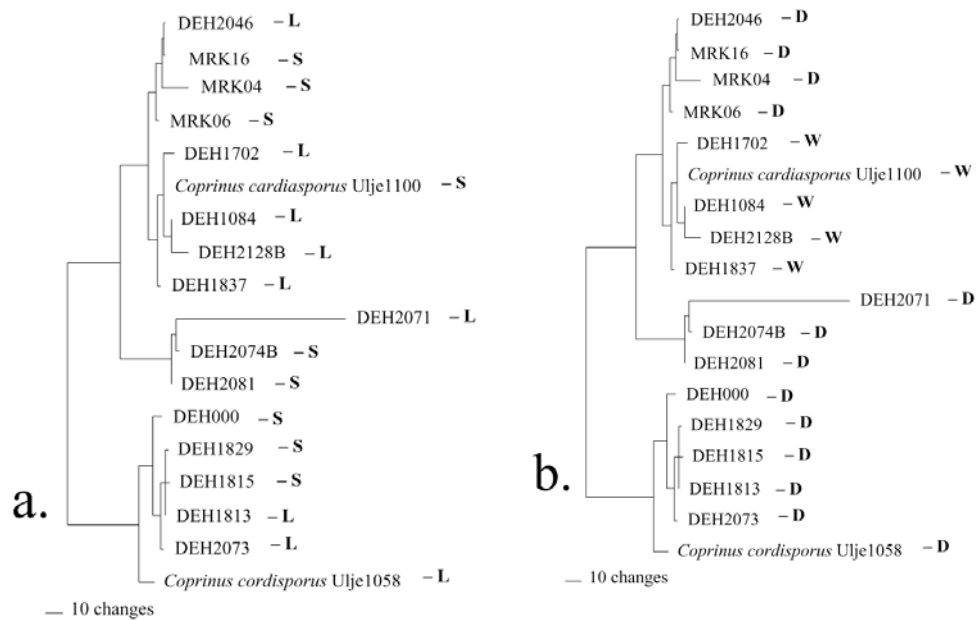 DEH2046 – L
MRK16 – S
MRK04 – S
MRK06 – S
DEH1702 – L
Coprinus cardiasporus Ulje1100 – S
DEH1084 – L
DEH2128B – L
DEH1837 – L
DEH2071 – L
DEH2074B – S
DEH2081 – S
DEH000 – S
DEH1829 – S
DEH1815 – S
a.
DEH1813 – L
DEH2073 – L
Coprinus cordisporus Ulje1058 – L
10 changes
DEH2046 – D
MRK16 – D
MRK04 – D
MRK06 – D
DEH1702 – W
Coprinus cardiasporus Ulje1100 – W
DEH1084 – W
DEH2128B – W
DEH1837 – W
DEH2071 – D
DEH2074B – D
DEH2081 – D
DEH000 – D
DEH1829 – D
DEH1815 – D
b.
DEH1813 – D
DEH2073 – D
Coprinus cordisporus Ulje1058 – D
10 changes